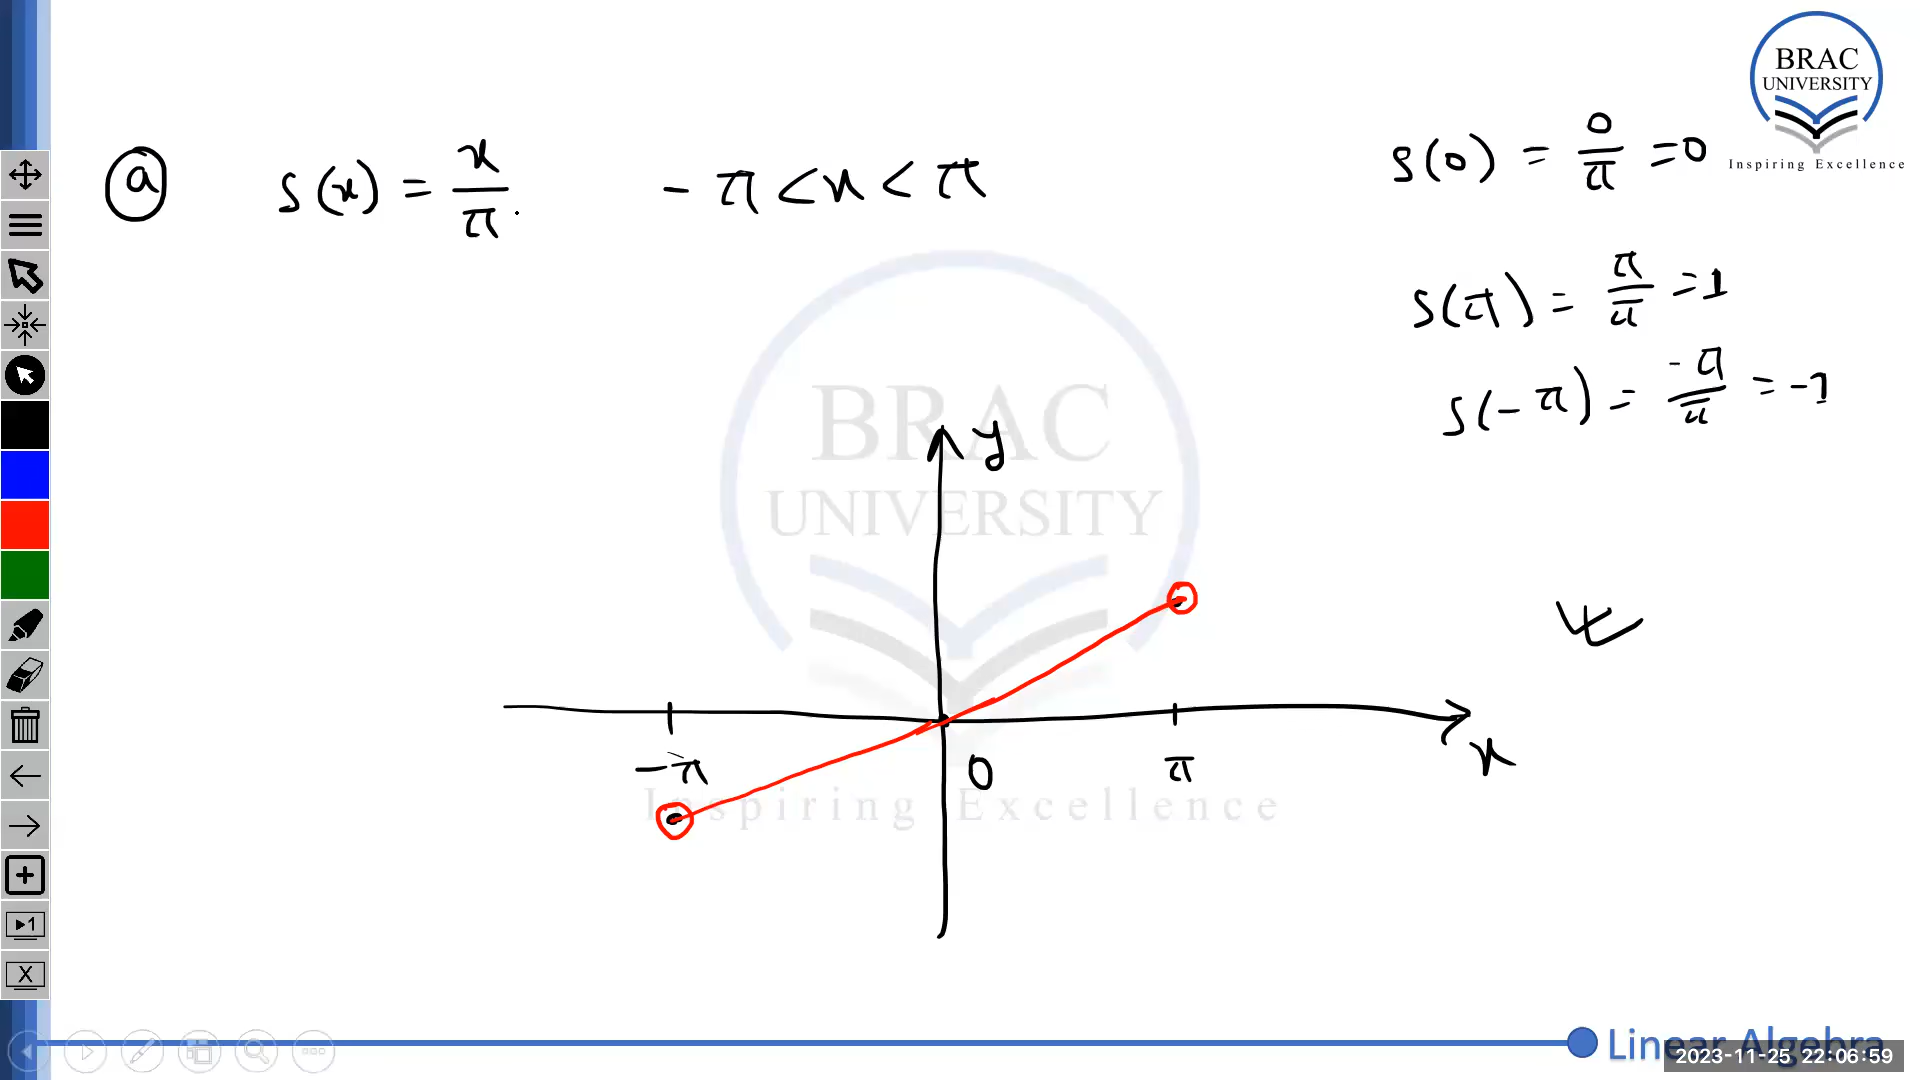 BRAC
UNIVERSITY
Inspiring Excellence
a s(x) = x/π - π < x < π
s(0) = 0/π = 0
s(π) = π/π = 1
s(-π) = -π/π = -1
BRAC
UNIVERSITY
y
-π 0 π x
Inspiring Excellence
1
X
Linear Algebra
2023-11-25 22:06:59